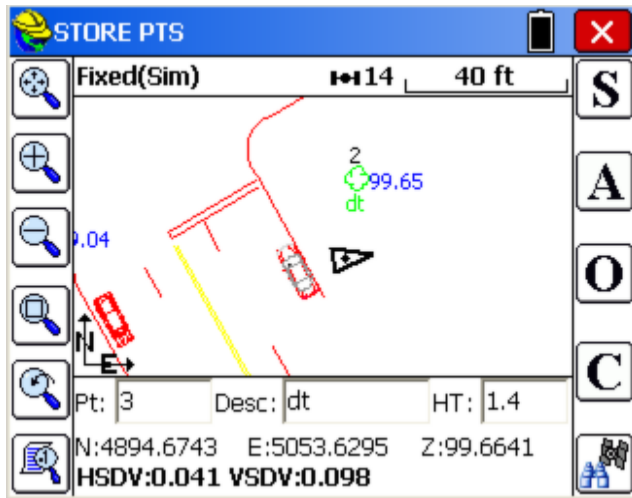 STORE PTS
Fixed(Sim) 14 40 ft
S
A
O
C
2
99.65
dt
9.04
N
E
Pt: 3 Desc: dt HT: 1.4
N:4894.6743 E:5053.6295 Z:99.6641
HSDV:0.041 VSDV:0.098